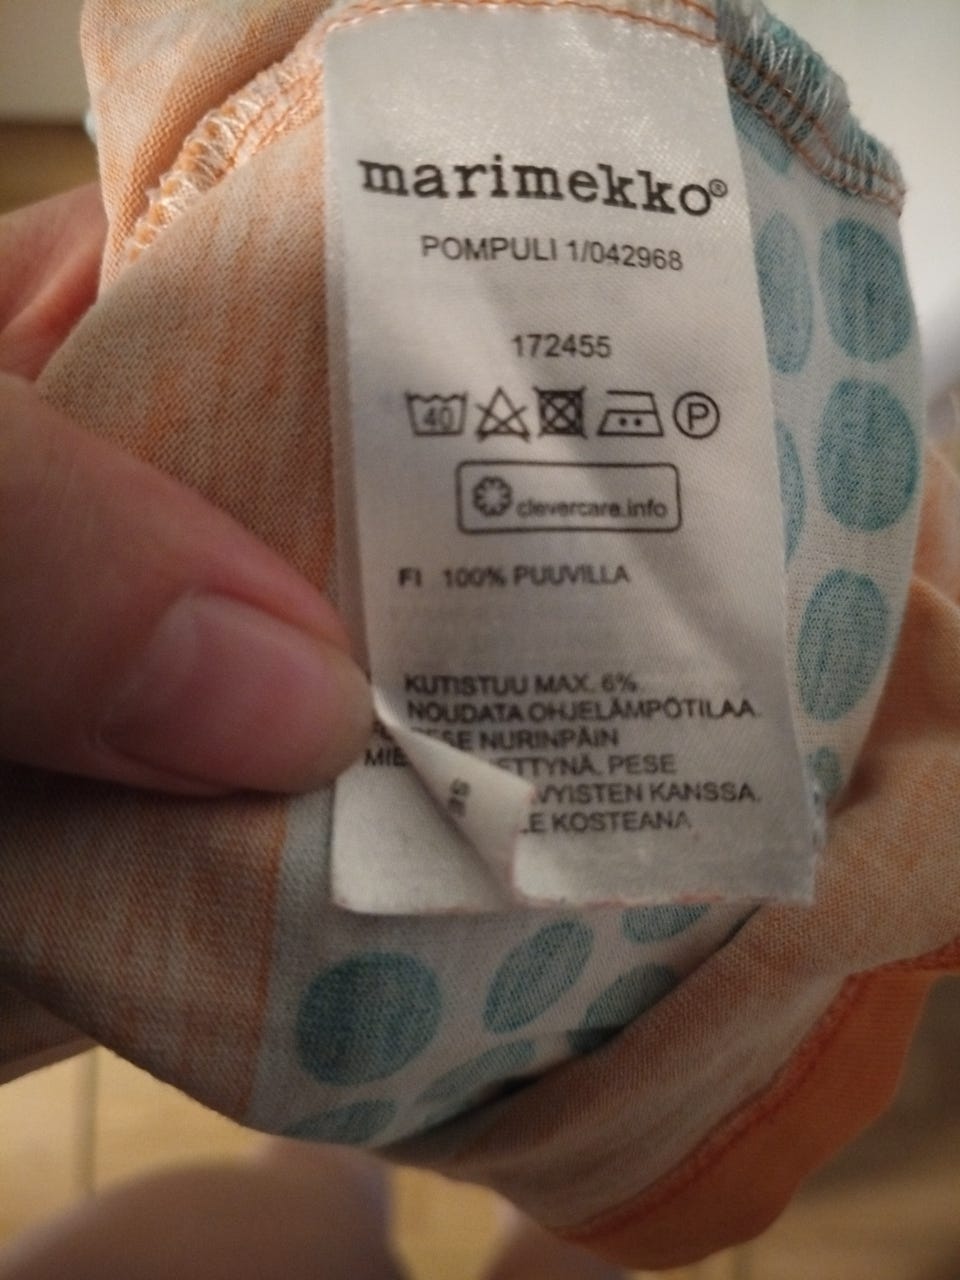 marimekko®
POMPULI 1/042968
172455
40 P
clevercare.info
FI 100% PUUVILLA
KUTISTUU MAX. 6%
NOUDATA OHJELÄMPÖTILAA.
NURINPÄIN
PESE
KANSSA.
KOSTEANA